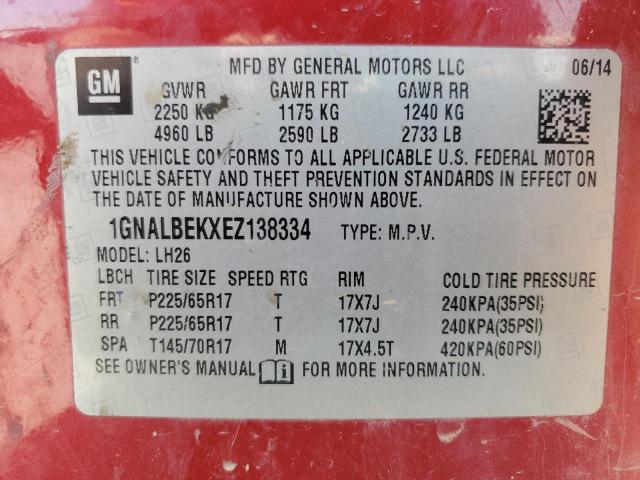 GM
MFD BY GENERAL MOTORS LLC 06/14
GVWR GAWR FRT GAWR RR
2250 KG 1175 KG 1240 KG
4960 LB 2590 LB 2733 LB
THIS VEHICLE CONFORMS TO ALL APPLICABLE U.S. FEDERAL MOTOR
VEHICLE SAFETY AND THEFT PREVENTION STANDARDS IN EFFECT ON
THE DATE OF MANUFACTURE SHOWN ABOVE.
1GNALBEKXEZ138334 TYPE: M.P.V.
MODEL: LH26
LBCH TIRE SIZE SPEED RTG RIM COLD TIRE PRESSURE
FRT P225/65R17 T 17X7J 240KPA(35PSI)
RR P225/65R17 T 17X7J 240KPA(35PSI)
SPA T145/70R17 M 17X4.5T 420KPA(60PSI)
SEE OWNER'S MANUAL FOR MORE INFORMATION.